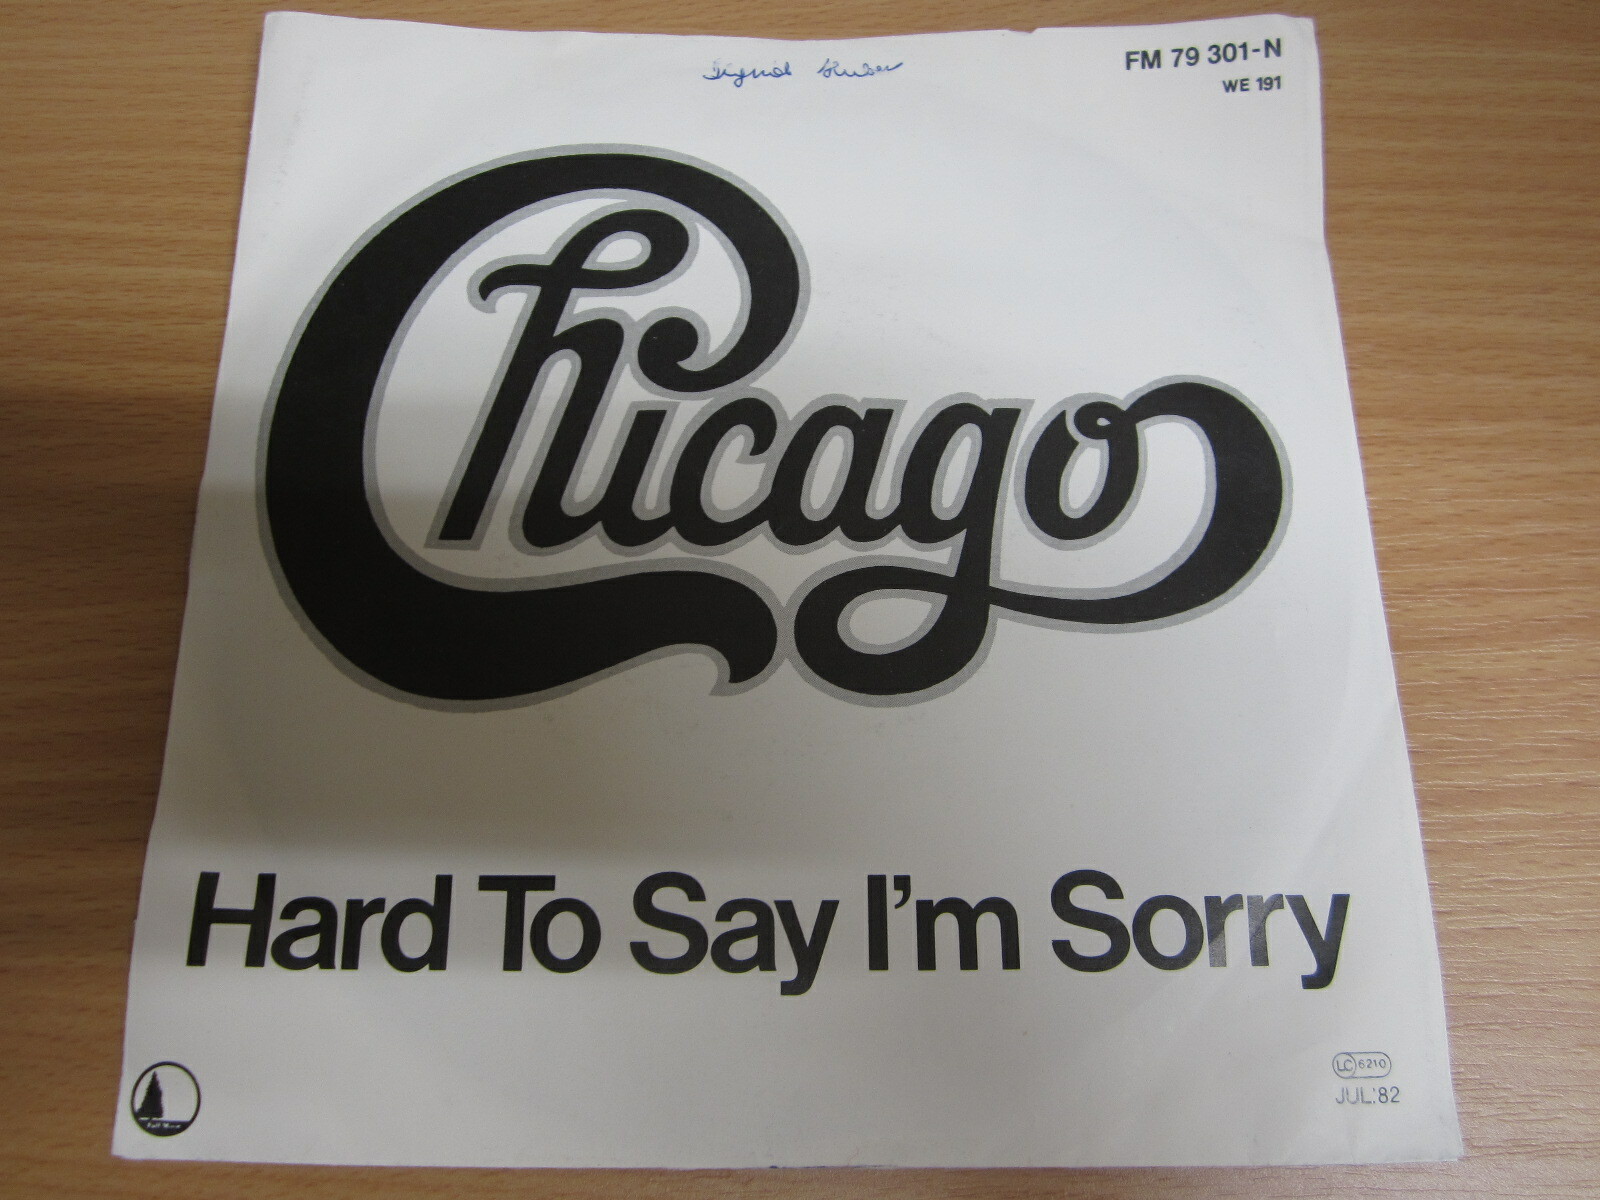 FM 79 301-N
WE 191
Chicago
Hard To Say I'm Sorry
LC 6210
JUL.'82